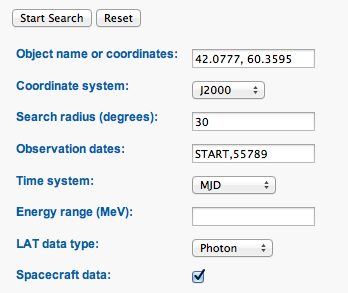 Start Search Reset
Object name or coordinates: 42.0777, 60.3595
Coordinate system: J2000
Search radius (degrees): 30
Observation dates: START,55789
Time system: MJD
Energy range (MeV):
LAT data type: Photon
Spacecraft data: